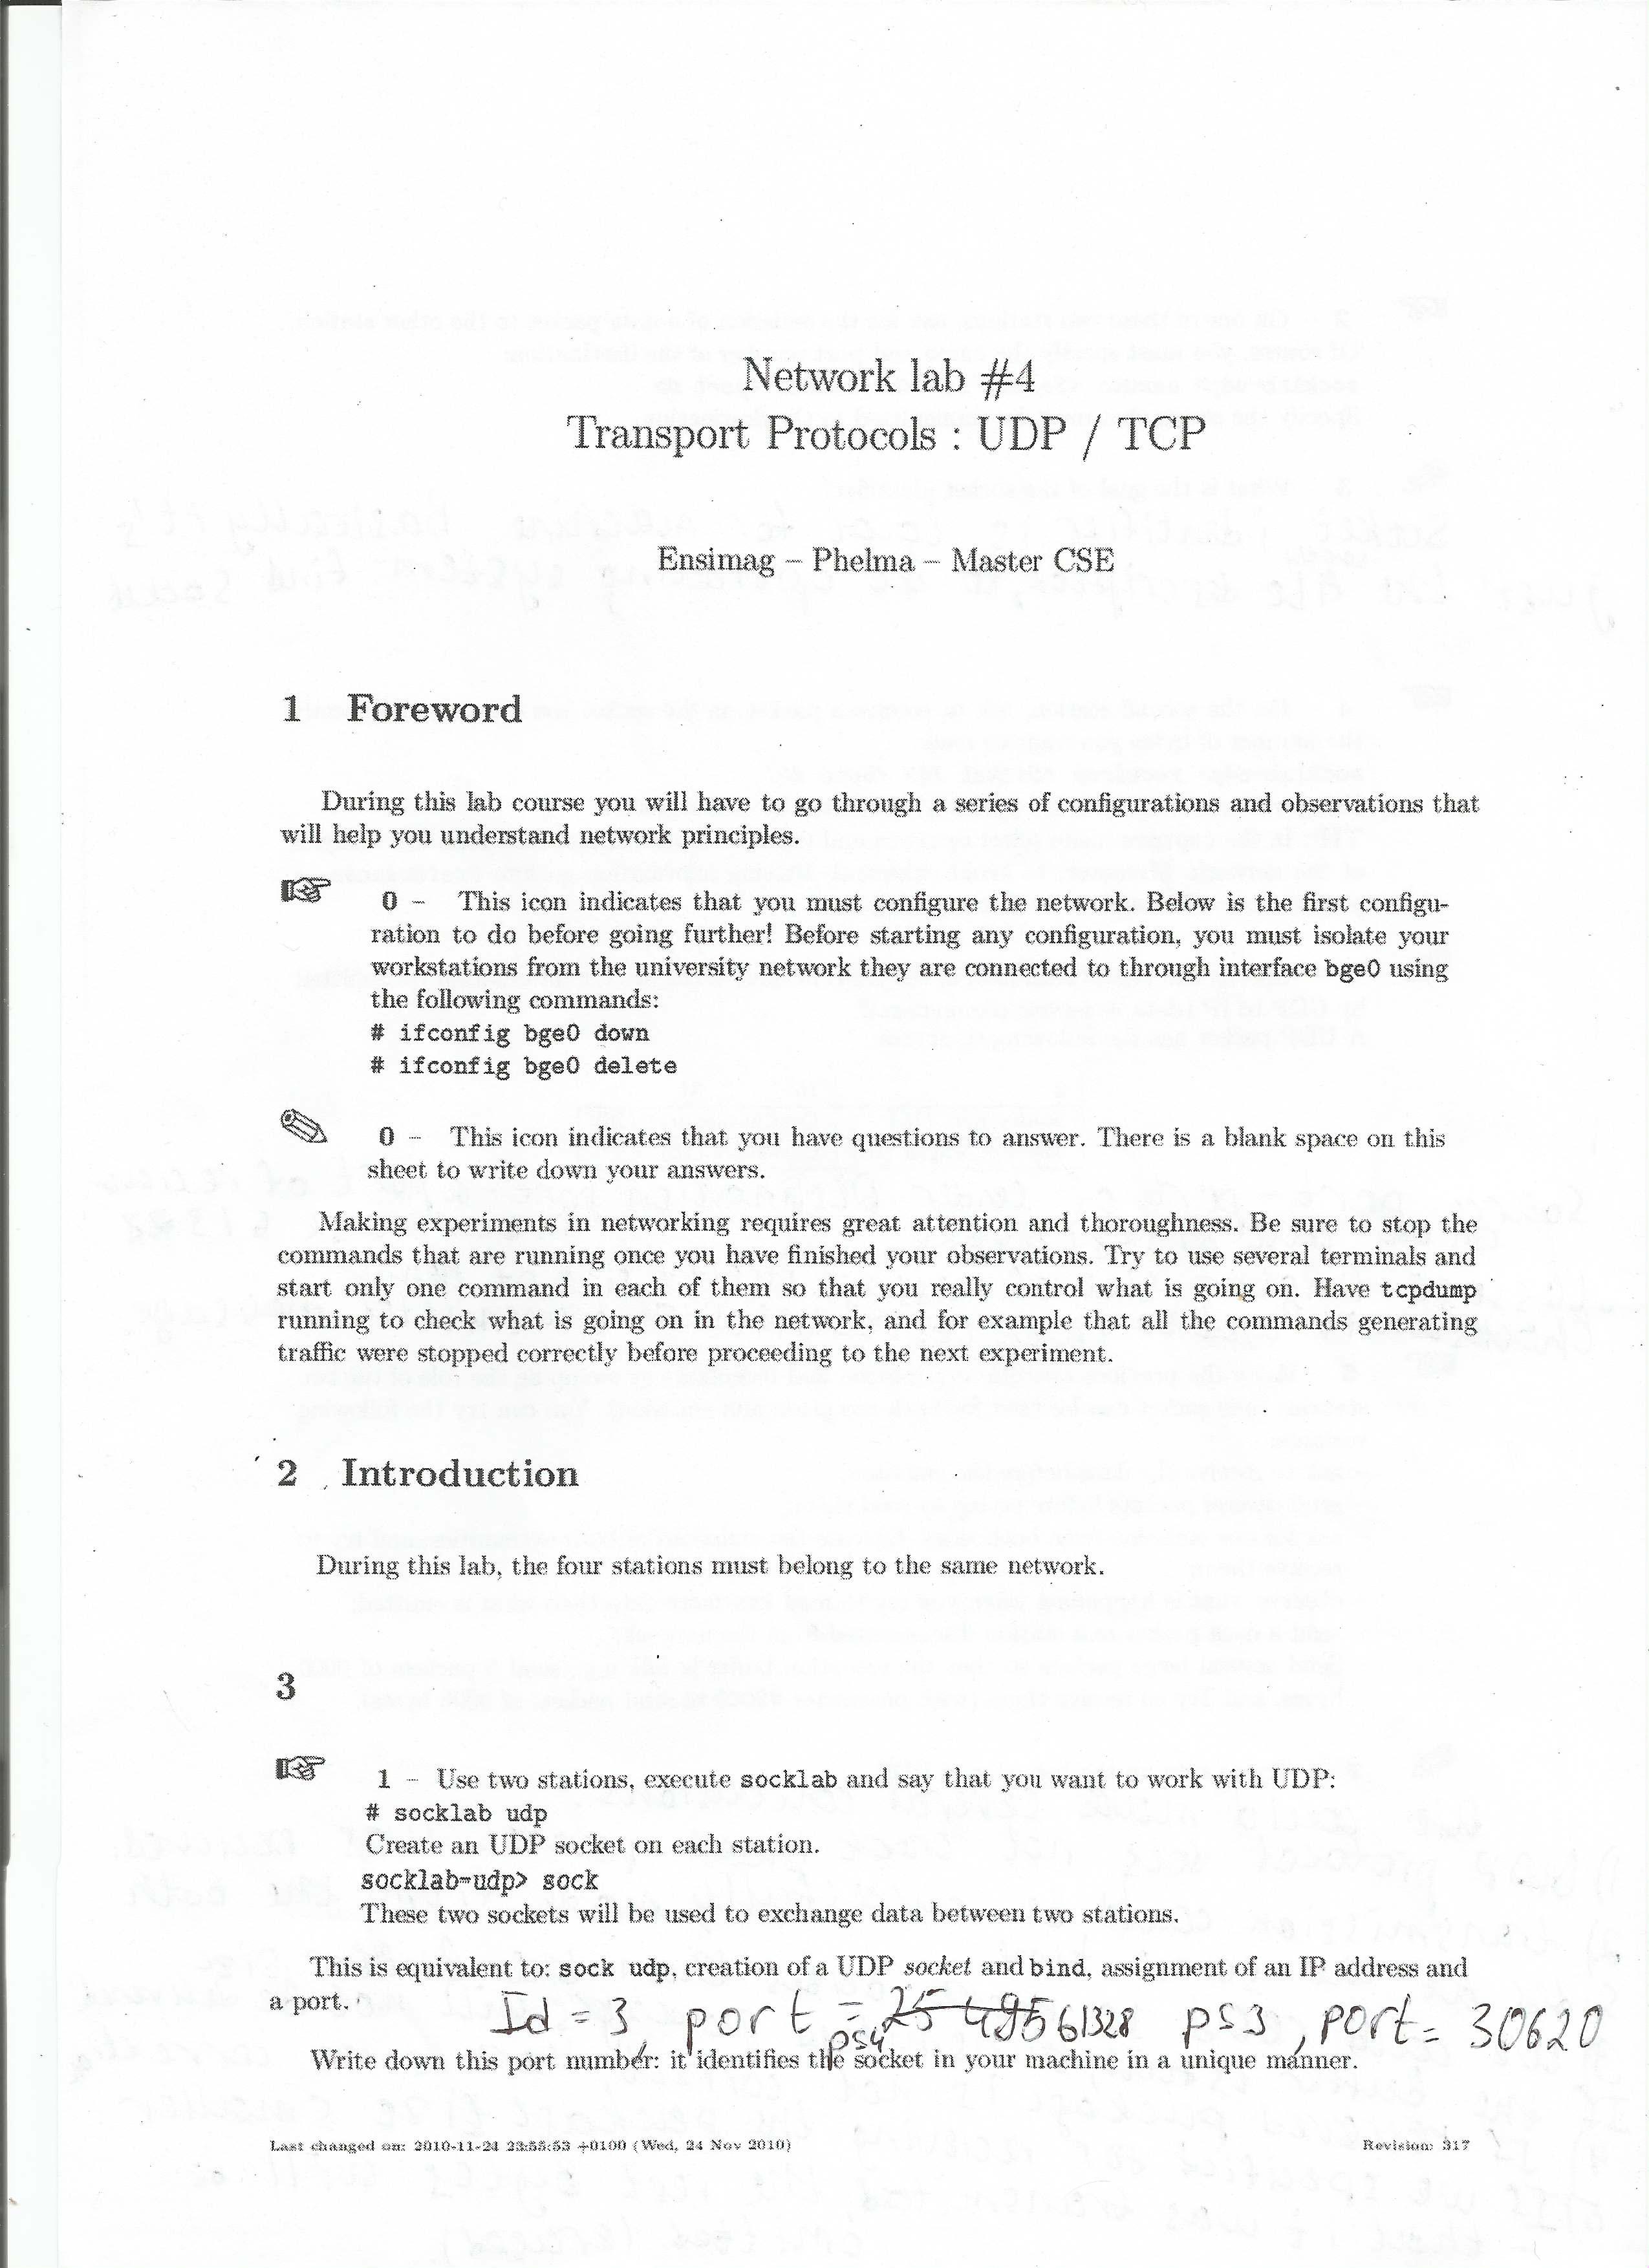 Network lab #4
Transport Protocols : UDP / TCP
Ensimag – Phelma – Master CSE
1 Foreword
During this lab course you will have to go through a series of configurations and observations that
will help you understand network principles.
0 – This icon indicates that you must configure the network. Below is the first configu-
ration to do before going further! Before starting any configuration, you must isolate your
workstations from the university network they are connected to through interface bge0 using
the following commands:
# ifconfig bge0 down
# ifconfig bge0 delete
0 – This icon indicates that you have questions to answer. There is a blank space on this
sheet to write down your answers.
Making experiments in networking requires great attention and thoroughness. Be sure to stop the
commands that are running once you have finished your observations. Try to use several terminals and
start only one command in each of them so that you really control what is going on. Have tcpdump
running to check what is going on in the network, and for example that all the commands generating
traffic were stopped correctly before proceeding to the next experiment.
2 Introduction
During this lab, the four stations must belong to the same network.
3
1 – Use two stations, execute socklab and say that you want to work with UDP:
# socklab udp
Create an UDP socket on each station.
socklab-udp> sock
These two sockets will be used to exchange data between two stations.
This is equivalent to: sock udp, creation of a UDP socket and bind, assignment of an IP address and
a port.
Id = 3, port = 61328 ps3, port = 30620
ps4
Write down this port number: it identifies the socket in your machine in a unique manner.
Last changed on: 2010-11-24 23:55:53 +0100 (Wed, 24 Nov 2010) Revision: 317